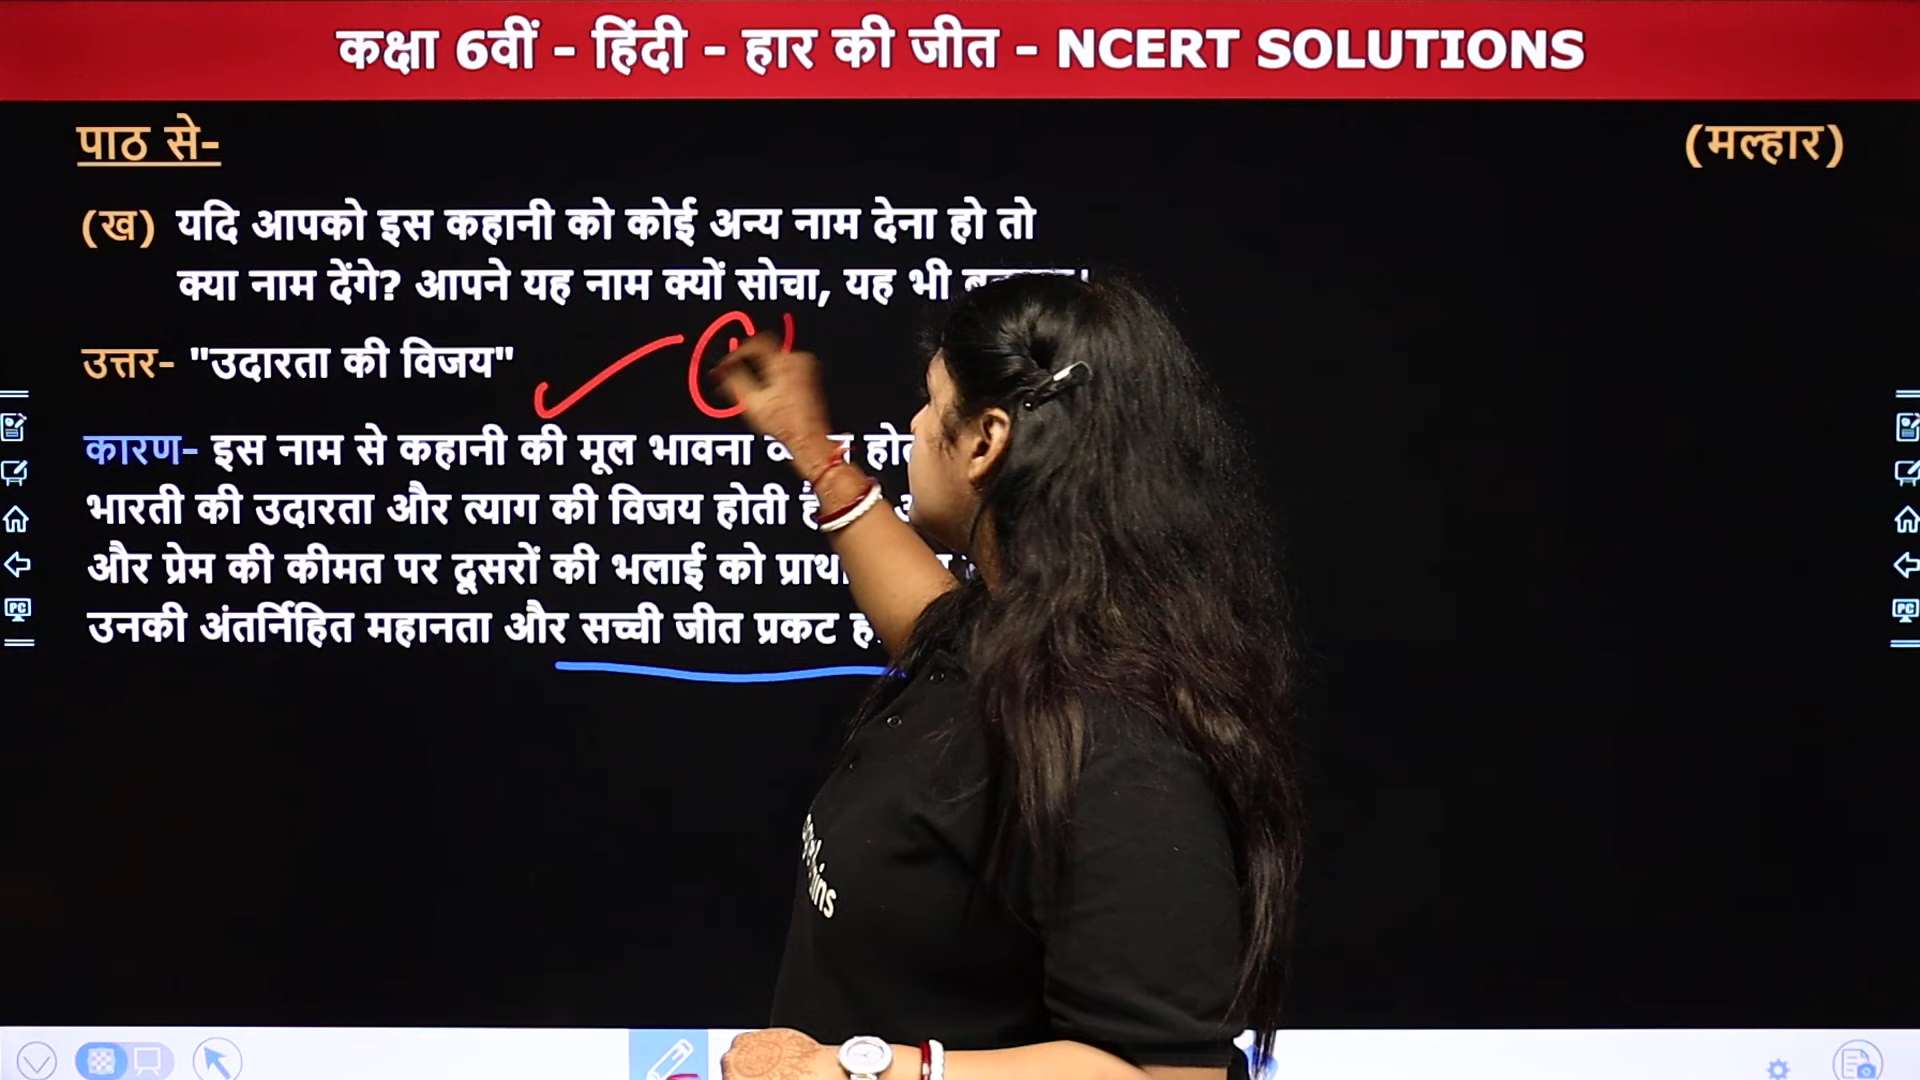 कक्षा 6वीं - हिंदी - हार की जीत - NCERT SOLUTIONS
पाठ से-
(मल्हार)
(ख) यदि आपको इस कहानी को कोई अन्य नाम देना हो तो
क्या नाम देंगे? आपने यह नाम क्यों सोचा, यह भी
उत्तर- "उदारता की विजय"
कारण- इस नाम से कहानी की मूल भावना
भारती की उदारता और त्याग की विजय होती
और प्रेम की कीमत पर दूसरों की भलाई को
उनकी अंतर्निहित महानता और सच्ची जीत प्रकट
PC
PC